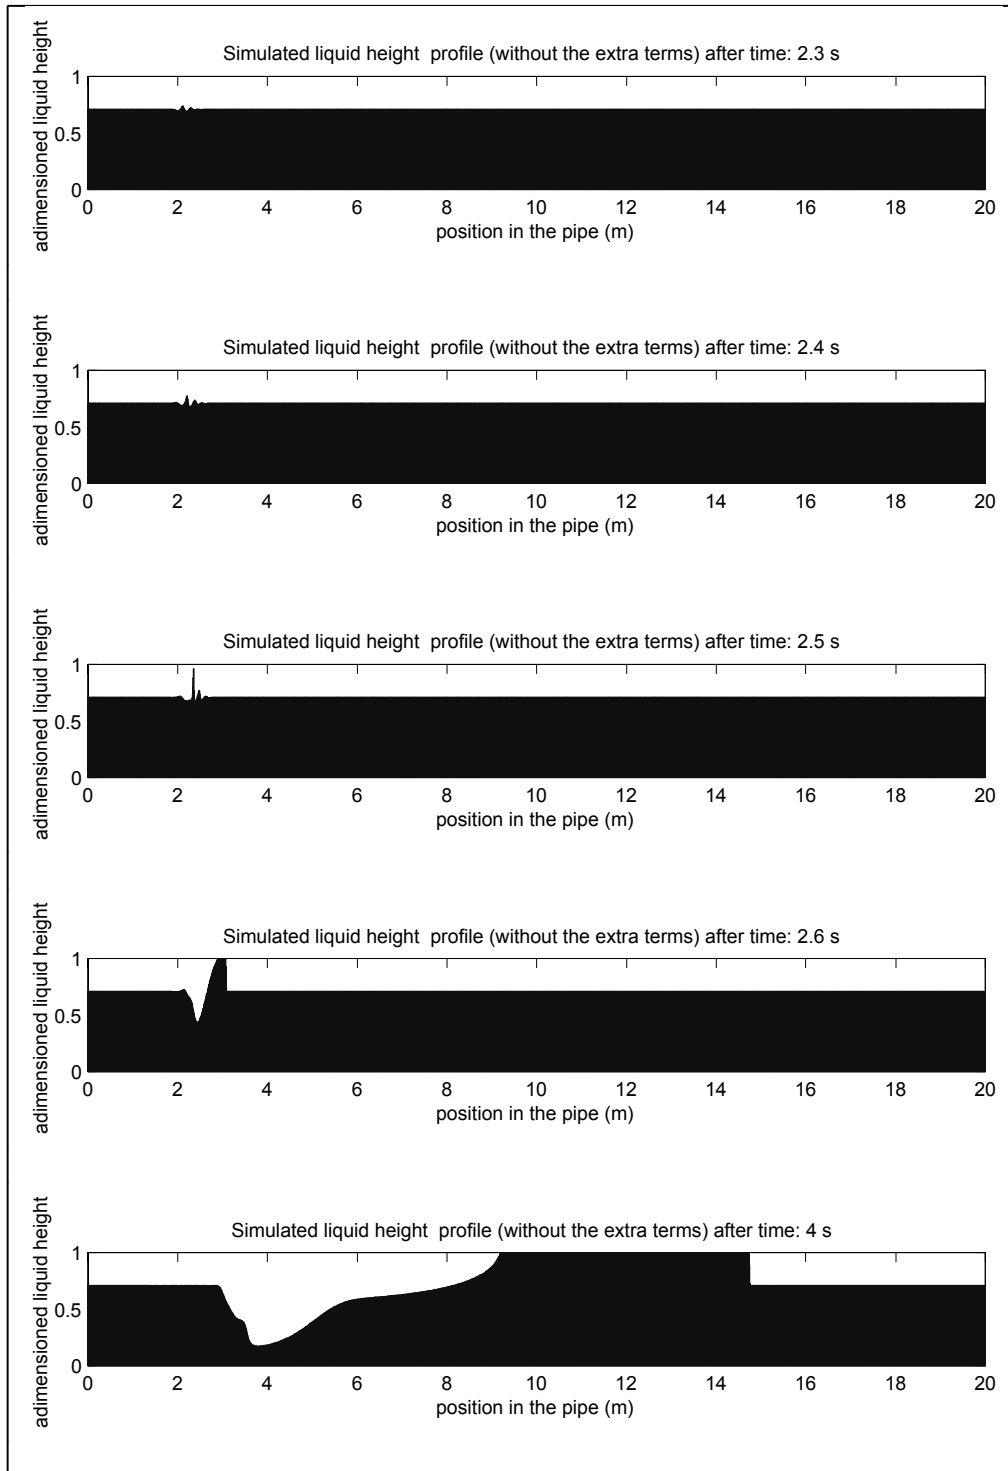 Simulated liquid height profile (without the extra terms) after time: 2.3 s
adimensioned liquid height
1
0.5
0
0 2 4 6 8 10 12 14 16 18 20
position in the pipe (m)
Simulated liquid height profile (without the extra terms) after time: 2.4 s
adimensioned liquid height
1
0.5
0
0 2 4 6 8 10 12 14 16 18 20
position in the pipe (m)
Simulated liquid height profile (without the extra terms) after time: 2.5 s
adimensioned liquid height
1
0.5
0
0 2 4 6 8 10 12 14 16 18 20
position in the pipe (m)
Simulated liquid height profile (without the extra terms) after time: 2.6 s
adimensioned liquid height
1
0.5
0
0 2 4 6 8 10 12 14 16 18 20
position in the pipe (m)
Simulated liquid height profile (without the extra terms) after time: 4 s
adimensioned liquid height
1
0.5
0
0 2 4 6 8 10 12 14 16 18 20
position in the pipe (m)